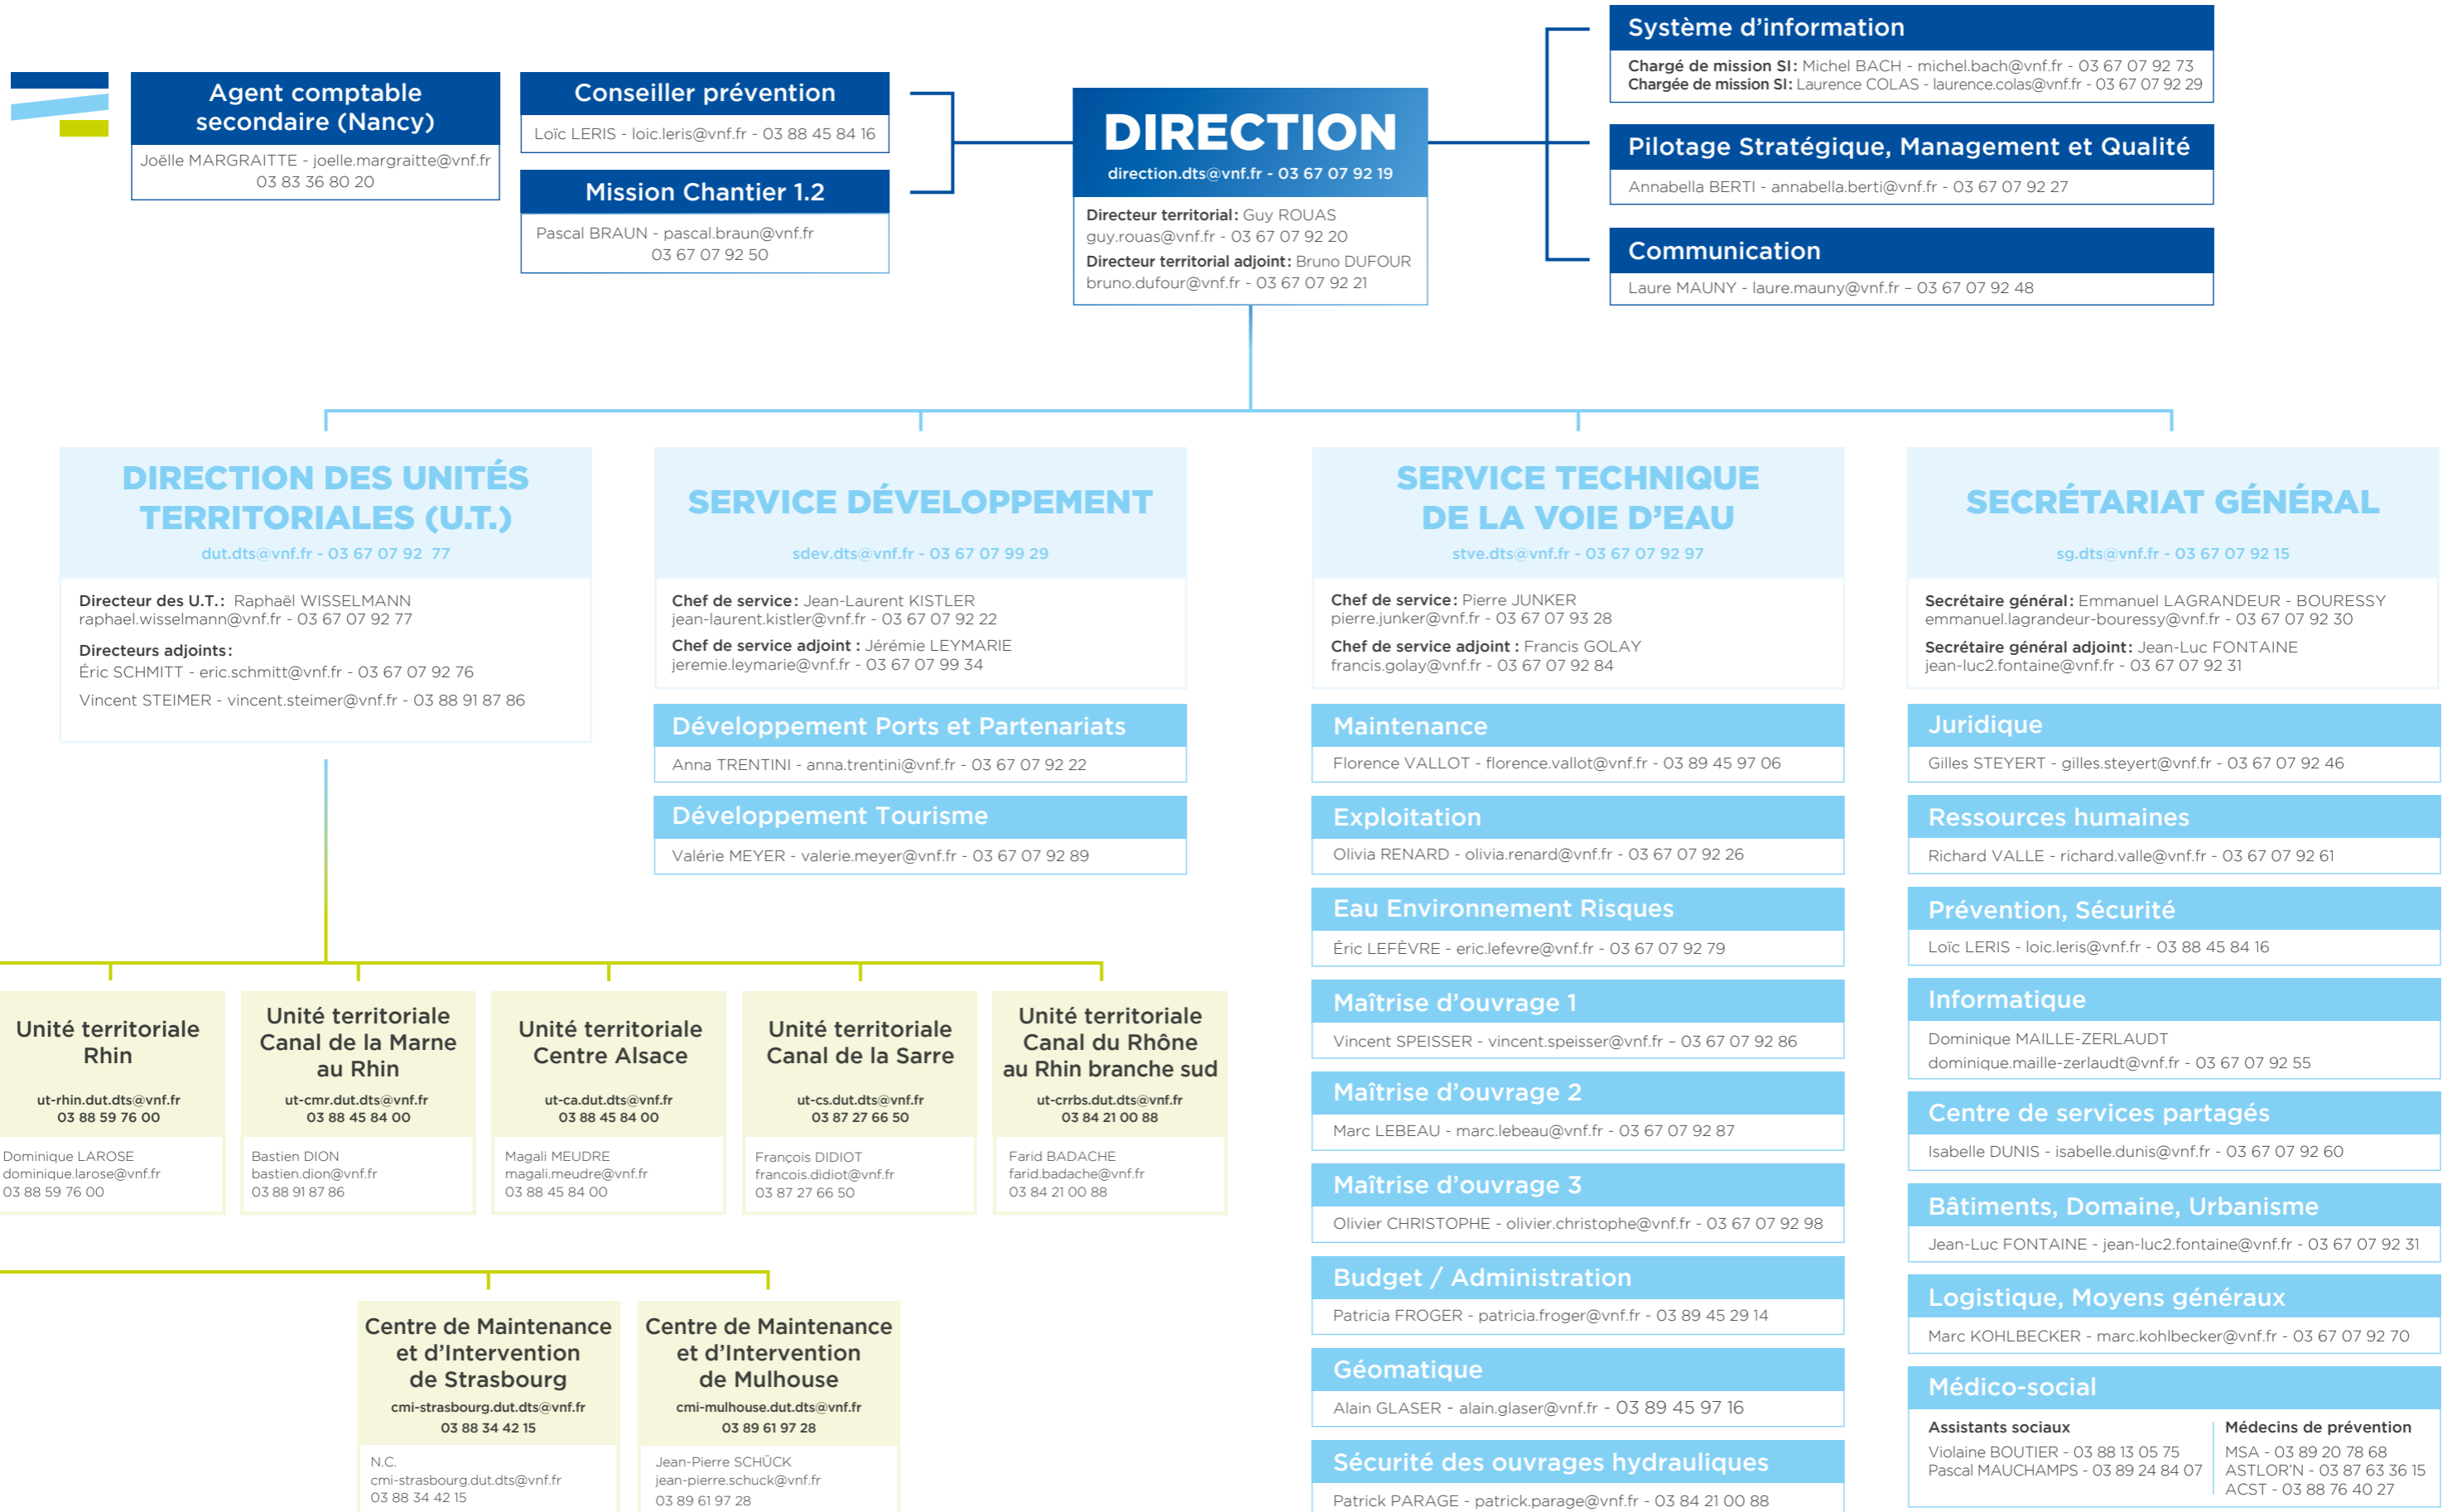 Agent comptable
secondaire (Nancy)
Joëlle MARGRAITTE - joelle.margraitte@vnf.fr
03 83 36 80 20
Conseiller prévention
Loïc LERIS - loic.leris@vnf.fr - 03 88 45 84 16
Mission Chantier 1.2
Pascal BRAUN - pascal.braun@vnf.fr
03 67 07 92 50
DIRECTION
direction.dts@vnf.fr - 03 67 07 92 19
Directeur territorial: Guy ROUAS
guy.rouas@vnf.fr - 03 67 07 92 20
Directeur territorial adjoint: Bruno DUFOUR
bruno.dufour@vnf.fr - 03 67 07 92 21
Système d'information
Chargé de mission SI: Michel BACH - michel.bach@vnf.fr - 03 67 07 92 73
Chargée de mission SI: Laurence COLAS - laurence.colas@vnf.fr - 03 67 07 92 29
Pilotage Stratégique, Management et Qualité
Annabella BERTI - annabella.berti@vnf.fr - 03 67 07 92 27
Communication
Laure MAUNY - laure.mauny@vnf.fr – 03 67 07 92 48
DIRECTION DES UNITÉS
TERRITORIALES (U.T.)
dut.dts@vnf.fr - 03 67 07 92 77
Directeur des U.T.: Raphaël WISSELMANN
raphael.wisselmann@vnf.fr - 03 67 07 92 77
Directeurs adjoints:
Éric SCHMITT - eric.schmitt@vnf.fr - 03 67 07 92 76
Vincent STEIMER - vincent.steimer@vnf.fr - 03 88 91 87 86
SERVICE DÉVELOPPEMENT
sdev.dts@vnf.fr - 03 67 07 99 29
Chef de service: Jean-Laurent KISTLER
jean-laurent.kistler@vnf.fr - 03 67 07 92 22
Chef de service adjoint : Jérémie LEYMARIE
jeremie.leymarie@vnf.fr - 03 67 07 99 34
Développement Ports et Partenariats
Anna TRENTINI - anna.trentini@vnf.fr - 03 67 07 92 22
Développement Tourisme
Valérie MEYER - valerie.meyer@vnf.fr - 03 67 07 92 89
SERVICE TECHNIQUE
DE LA VOIE D'EAU
stve.dts@vnf.fr - 03 67 07 92 97
Chef de service: Pierre JUNKER
pierre.junker@vnf.fr - 03 67 07 93 28
Chef de service adjoint : Francis GOLAY
francis.golay@vnf.fr - 03 67 07 92 84
Maintenance
Florence VALLOT - florence.vallot@vnf.fr - 03 89 45 97 06
Exploitation
Olivia RENARD - olivia.renard@vnf.fr - 03 67 07 92 26
Eau Environnement Risques
Éric LEFÈVRE - eric.lefevre@vnf.fr - 03 67 07 92 79
Maîtrise d'ouvrage 1
Vincent SPEISSER - vincent.speisser@vnf.fr – 03 67 07 92 86
Maîtrise d'ouvrage 2
Marc LEBEAU - marc.lebeau@vnf.fr - 03 67 07 92 87
Maîtrise d'ouvrage 3
Olivier CHRISTOPHE - olivier.christophe@vnf.fr - 03 67 07 92 98
Budget / Administration
Patricia FROGER - patricia.froger@vnf.fr - 03 89 45 29 14
Géomatique
Alain GLASER - alain.glaser@vnf.fr - 03 89 45 97 16
Sécurité des ouvrages hydrauliques
Patrick PARAGE - patrick.parage@vnf.fr - 03 84 21 00 88
SECRÉTARIAT GÉNÉRAL
sg.dts@vnf.fr - 03 67 07 92 15
Secrétaire général: Emmanuel LAGRANDEUR - BOURESSY
emmanuel.lagrandeur-bouressy@vnf.fr - 03 67 07 92 30
Secrétaire général adjoint: Jean-Luc FONTAINE
jean-luc2.fontaine@vnf.fr - 03 67 07 92 31
Juridique
Gilles STEYERT - gilles.steyert@vnf.fr - 03 67 07 92 46
Ressources humaines
Richard VALLE - richard.valle@vnf.fr - 03 67 07 92 61
Prévention, Sécurité
Loïc LERIS - loic.leris@vnf.fr - 03 88 45 84 16
Informatique
Dominique MAILLE-ZERLAUDT
dominique.maille-zerlaudt@vnf.fr - 03 67 07 92 55
Centre de services partagés
Isabelle DUNIS - isabelle.dunis@vnf.fr - 03 67 07 92 60
Bâtiments, Domaine, Urbanisme
Jean-Luc FONTAINE - jean-luc2.fontaine@vnf.fr - 03 67 07 92 31
Logistique, Moyens généraux
Marc KOHLBECKER - marc.kohlbecker@vnf.fr - 03 67 07 92 70
Médico-social
Assistants sociaux
Violaine BOUTIER - 03 88 13 05 75
Pascal MAUCHAMPS - 03 89 24 84 07
Médecins de prévention
MSA - 03 89 20 78 68
ASTLOR'N - 03 87 63 36 15
ACST - 03 88 76 40 27
Unité territoriale
Rhin
ut-rhin.dut.dts@vnf.fr
03 88 59 76 00
Dominique LAROSE
dominique.larose@vnf.fr
03 88 59 76 00
Unité territoriale
Canal de la Marne
au Rhin
ut-cmr.dut.dts@vnf.fr
03 88 45 84 00
Bastien DION
bastien.dion@vnf.fr
03 88 91 87 86
Unité territoriale
Centre Alsace
ut-ca.dut.dts@vnf.fr
03 88 45 84 00
Magali MEUDRE
magali.meudre@vnf.fr
03 88 45 84 00
Unité territoriale
Canal de la Sarre
ut-cs.dut.dts@vnf.fr
03 87 27 66 50
François DIDIOT
francois.didiot@vnf.fr
03 87 27 66 50
Unité territoriale
Canal du Rhône
au Rhin branche sud
ut-crrbs.dut.dts@vnf.fr
03 84 21 00 88
Farid BADACHE
farid.badache@vnf.fr
03 84 21 00 88
Centre de Maintenance
et d'Intervention
de Strasbourg
cmi-strasbourg.dut.dts@vnf.fr
03 88 34 42 15
N.C.
cmi-strasbourg.dut.dts@vnf.fr
03 88 34 42 15
Centre de Maintenance
et d'Intervention
de Mulhouse
cmi-mulhouse.dut.dts@vnf.fr
03 89 61 97 28
Jean-Pierre SCHÜCK
jean-pierre.schuck@vnf.fr
03 89 61 97 28